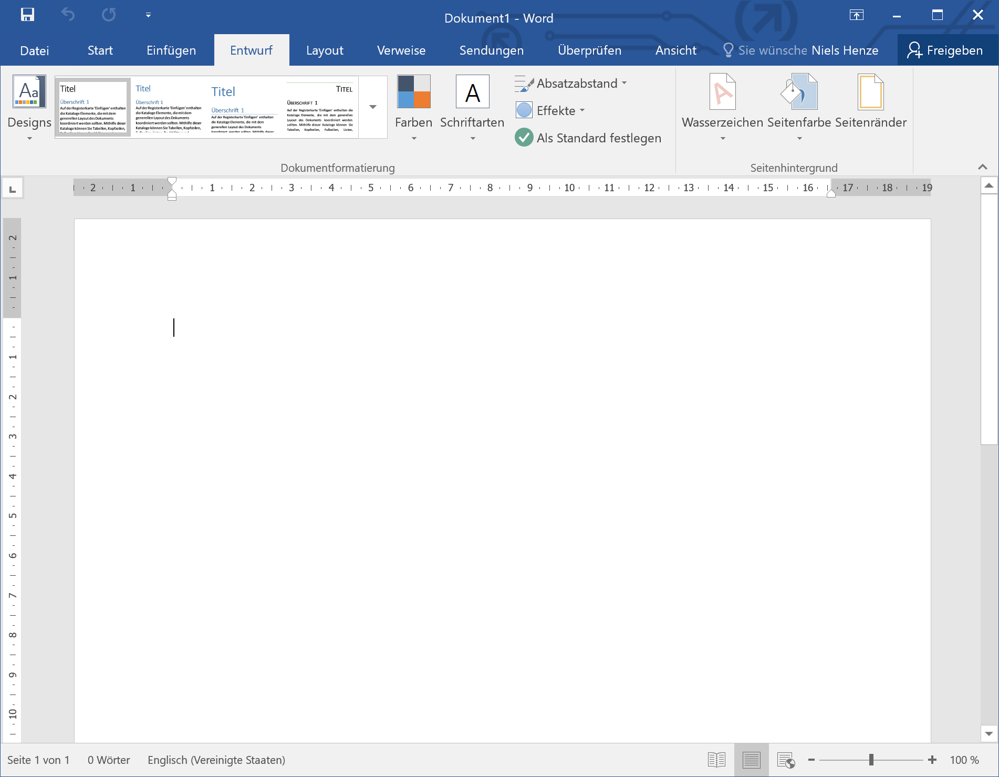 Dokument1 - Word
Datei Start Einfügen Entwurf Layout Verweise Sendungen Überprüfen Ansicht Sie wünsche Niels Henze Freigeben
Aa
Designs
Titel
Überschrift 1
Auf der Registerkarte 'Einfügen' enthalten
die Kataloge Elemente, die mit dem
generellen Layout des Dokuments
koordiniert werden sollten. Mithilfe dieser
Kataloge können Sie Tabellen, Kopfzeilen,
Titel
Überschrift 1
Auf der Registerkarte 'Einfügen' enthalten
die Kataloge Elemente, die mit dem
generellen Layout des Dokuments
koordiniert werden sollten. Mithilfe dieser
Kataloge können Sie Tabellen, Kopfzeilen,
Titel
Überschrift 1
Auf der Registerkarte 'Einfügen' enthalten
die Kataloge Elemente, die mit dem
generellen Layout des Dokuments
koordiniert werden sollten. Mithilfe dieser
TITEL
ÜBERSCHRIFT 1
Auf der Registerkarte 'Einfügen' enthalten die
Kataloge Elemente, die mit dem generellen
Layout des Dokuments koordiniert werden
sollten. Mithilfe dieser Kataloge können Sie
Tabellen, Kopfzeilen, Fußzeilen, Listen,
Farben
A
Schriftarten
Absatzabstand
Effekte
Als Standard festlegen
Dokumentformatierung
A
Wasserzeichen
Seitenfarbe
Seitenränder
Seitenhintergrund
2 1 1 2 3 4 5 6 7 8 9 10 11 12 13 14 15 16 17 18 19
2
1
1
2
3
4
5
6
7
8
9
10
Seite 1 von 1 0 Wörter Englisch (Vereinigte Staaten) 100 %